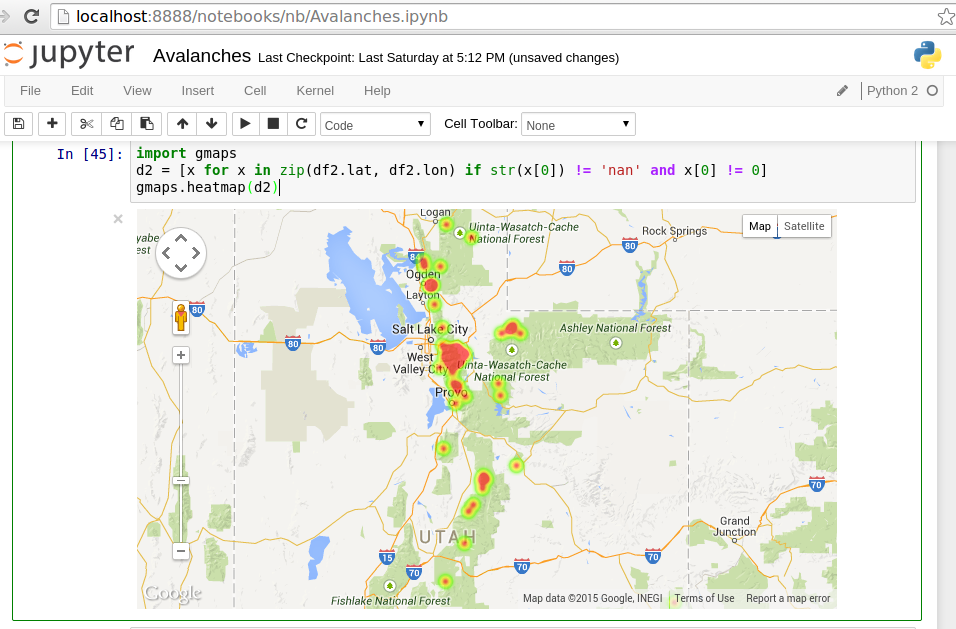 localhost:8888/notebooks/nb/Avalanches.ipynb
jupyter Avalanches Last Checkpoint: Last Saturday at 5:12 PM (unsaved changes)
File Edit View Insert Cell Kernel Help Python 2
Code Cell Toolbar: None
In [45]: import gmaps
d2 = [x for x in zip(df2.lat, df2.lon) if str(x[0]) != 'nan' and x[0] != 0]
gmaps.heatmap(d2)
Logan
Map Satellite
Uinta-Wasatch-Cache
National Forest
Rock Springs
yabe
est
80
84
80
Ogden
Layton
80
Salt Lake City
Ashley National Forest
80
80
West
Valley City
Uinta-Wasatch-Cache
National Forest
Provo
70
UTAH
Grand
Junction
15
70
70
70
Google
Fishlake National Forest
Map data ©2015 Google, INEGI Terms of Use Report a map error